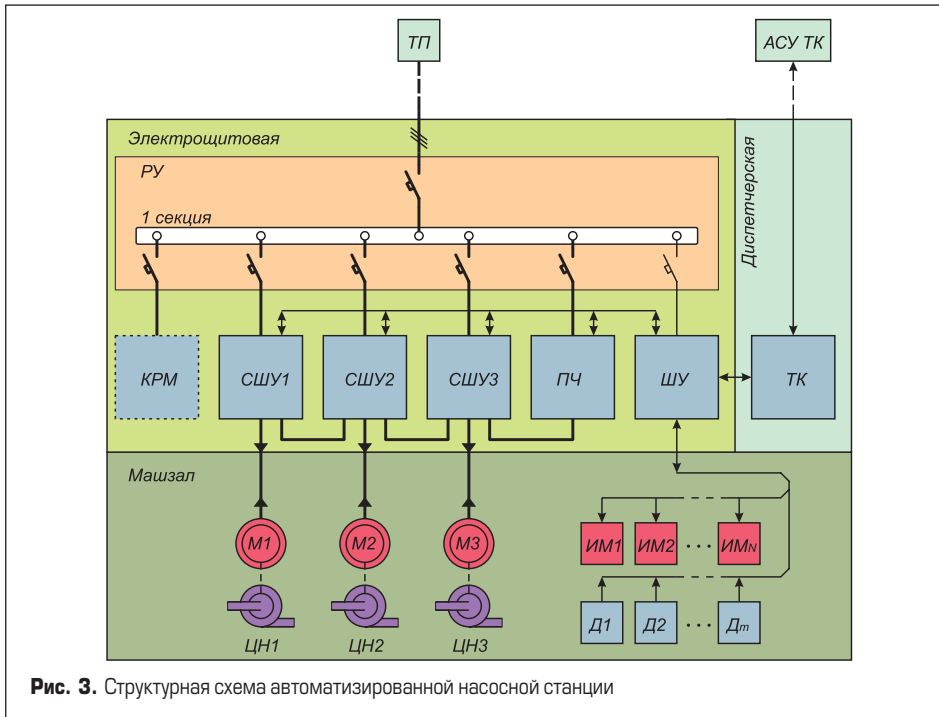 ТП
АСУ ТК
Электрощитовая
Диспетчерская
РУ
1 секция
КРМ
СШУ1
СШУ2
СШУ3
ПЧ
ШУ
ТК
Машзал
М1
М2
М3
ИМ1
ИМ2
ИМN
Д1
Д2
Дm
ЦН1
ЦН2
ЦН3
Рис. 3. Структурная схема автоматизированной насосной станции